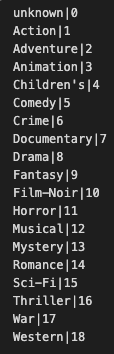 unknown|0
Action|1
Adventure|2
Animation|3
Children's|4
Comedy|5
Crime|6
Documentary|7
Drama|8
Fantasy|9
Film-Noir|10
Horror|11
Musical|12
Mystery|13
Romance|14
Sci-Fi|15
Thriller|16
War|17
Western|18